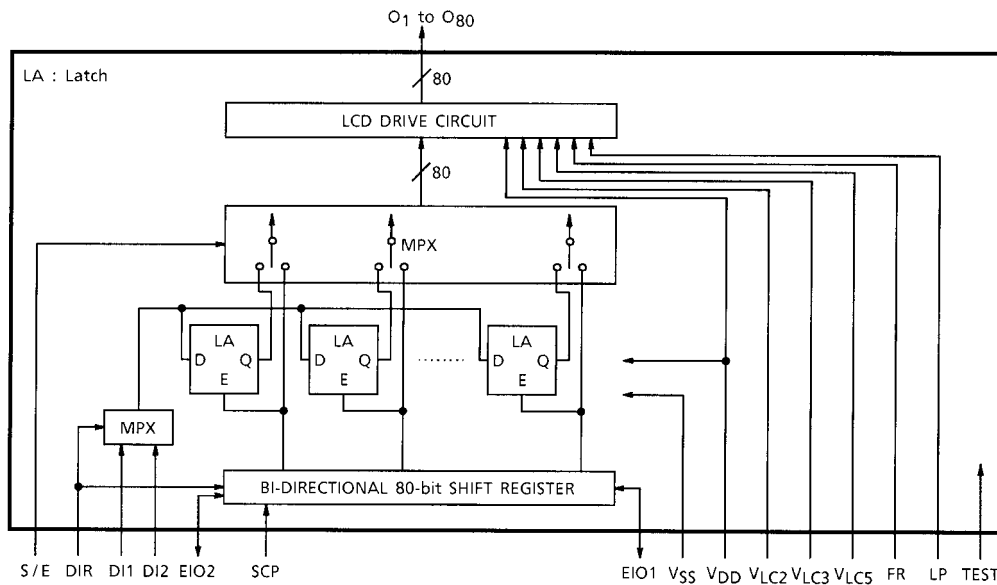 O1 to O80
LA : Latch
80
LCD DRIVE CIRCUIT
80
MPX
LA
D Q
E
LA
D Q
E
........
LA
D Q
E
MPX
BI-DIRECTIONAL 80-bit SHIFT REGISTER
S/E DIR DI1 DI2 EIO2 SCP EIO1 VSS VDD VLC2 VLC3 VLC5 FR LP TEST